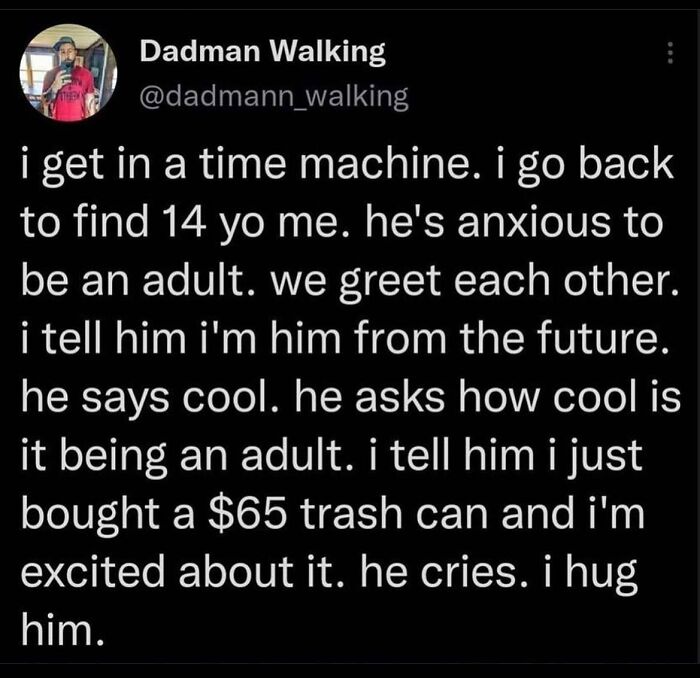 Dadman Walking
@dadmann_walking
i get in a time machine. i go back
to find 14 yo me. he's anxious to
be an adult. we greet each other.
i tell him i'm him from the future.
he says cool. he asks how cool is
it being an adult. i tell him i just
bought a $65 trash can and i'm
excited about it. he cries. i hug
him.